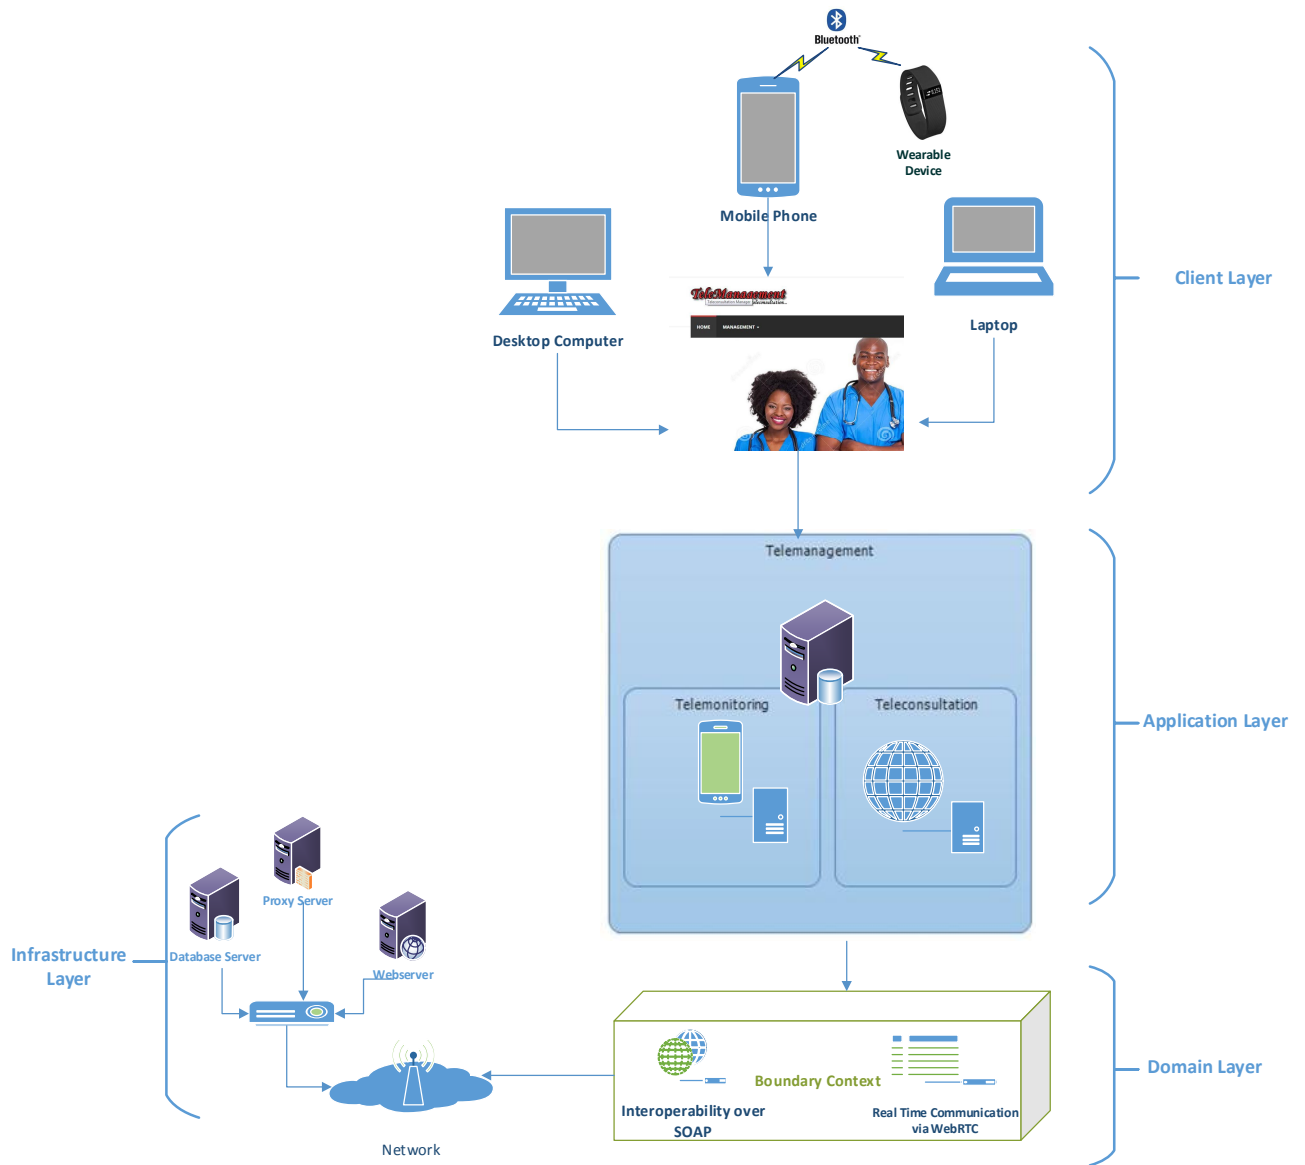 Bluetooth
Wearable
Device
Mobile Phone
Client Layer
TeleManagement
Teleconsultation Manager
HOME
MANAGEMENT
Laptop
Desktop Computer
Telemanagement
Telemonitoring
Teleconsultation
Application Layer
Proxy Server
Database Server
Webserver
Infrastructure
Layer
Boundary Context
Interoperability over
SOAP
Real Time Communication
via WebRTC
Domain Layer
Network